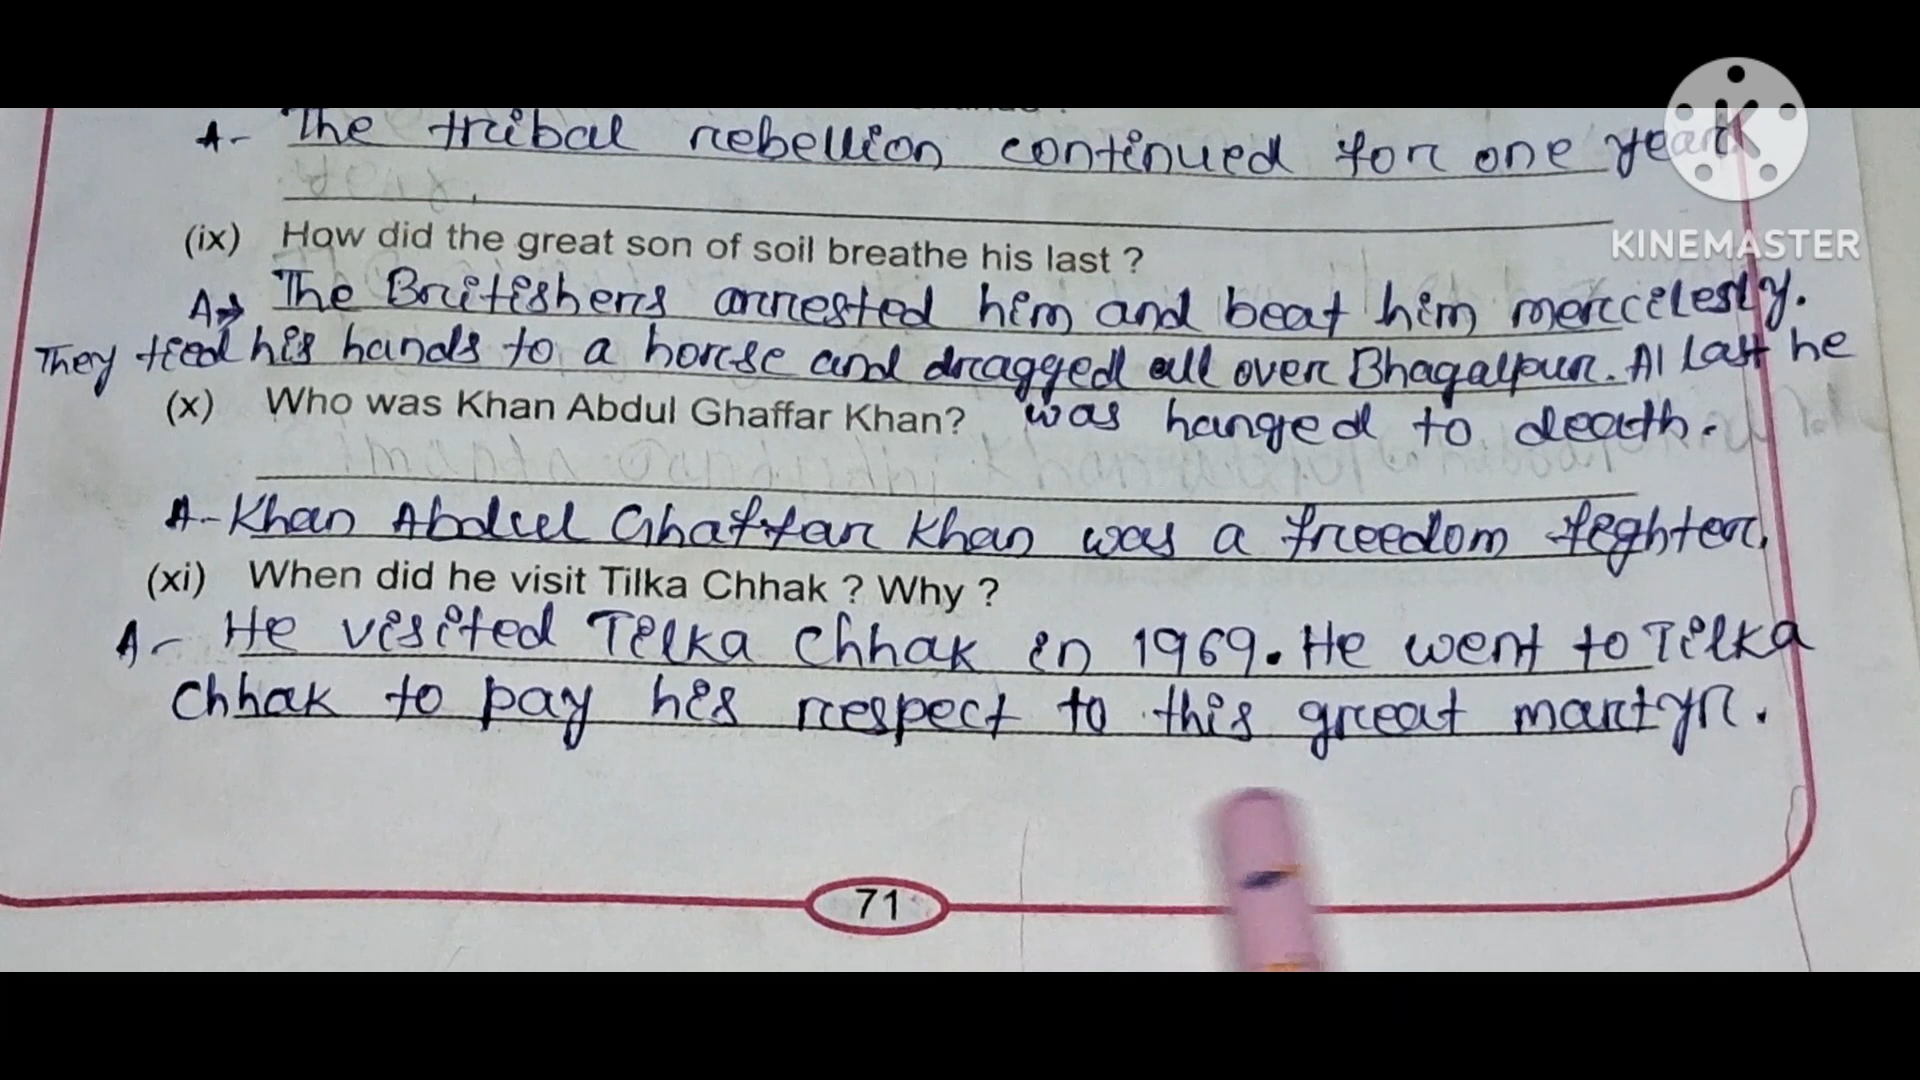 A- The tribal rebellion continued for one year
KINEMASTER
(ix) How did the great son of soil breathe his last ?
A→ The Britishers arrested him and beat him mercilesly.
They tied his hands to a horse and dragged all over Bhagalpur. At last he
(x) Who was Khan Abdul Ghaffar Khan? was hanged to death.
A- Khan Abdul Ghaffar Khan was a freedom fighter.
(xi) When did he visit Tilka Chhak ? Why ?
A- He visited Tilka Chhak in 1969. He went to Tilka
Chhak to pay his respect to this great martyr.
71